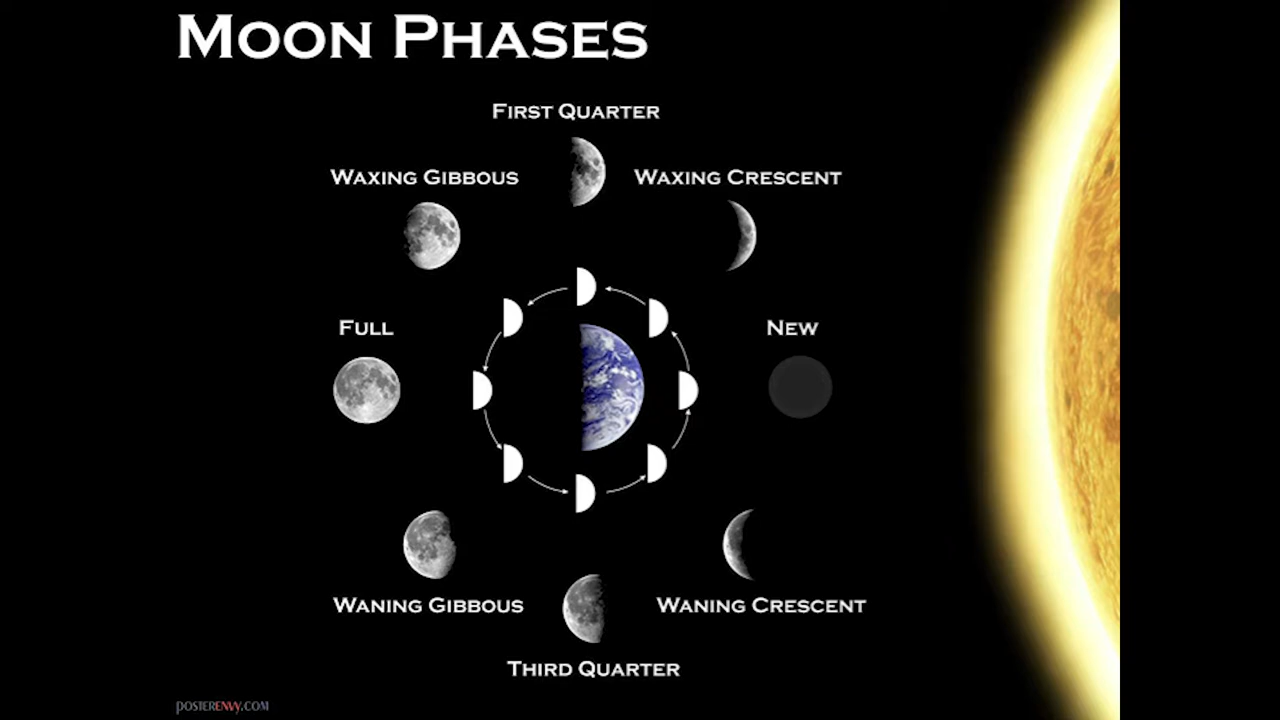 MOON PHASES
FIRST QUARTER
WAXING GIBBOUS
WAXING CRESCENT
FULL
NEW
WANING GIBBOUS
WANING CRESCENT
THIRD QUARTER
POSTERENVY.COM